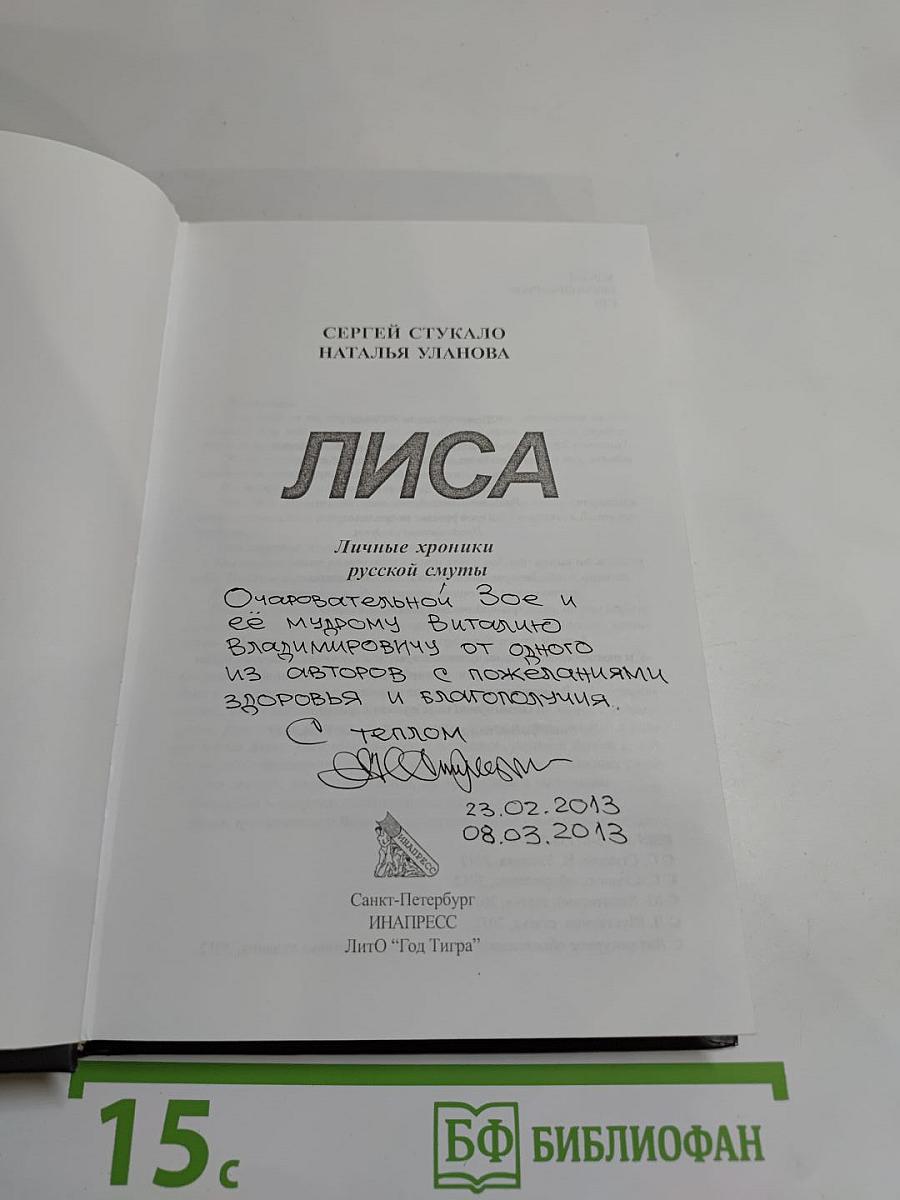 СЕРГЕЙ СТУКАЛО
НАТАЛЬЯ УЛАНОВА
ЛИСА
Личные хроники
русской смуты
Очаровательной Зое и
её мудрому Виталию
Владимировичу от одного
из авторов с пожеланиями
здоровья и благополучия.
С теплом
23.02.2013
08.03.2013
ИНАПРЕСС
Санкт-Петербург
ИНАПРЕСС
ЛитО “Год Тигра”
15 с
БФ БИБЛИОФАН